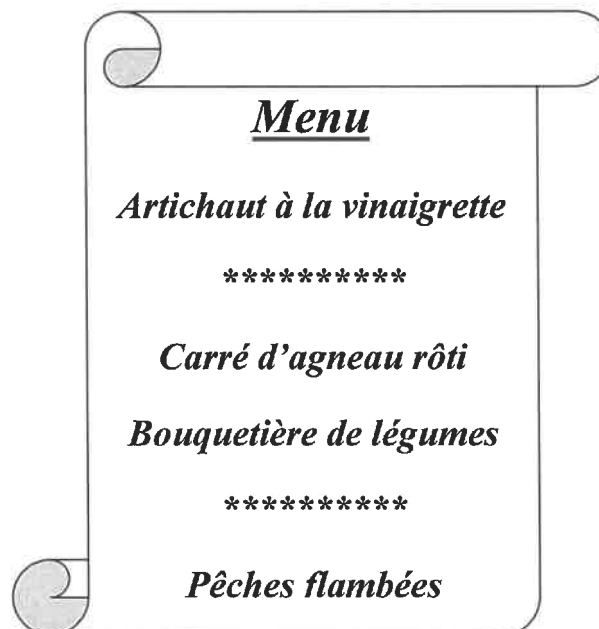 Menu
Artichaut à la vinaigrette
**********
Carré d’agneau rôti
Bouquetière de légumes
**********
Pêches flambées